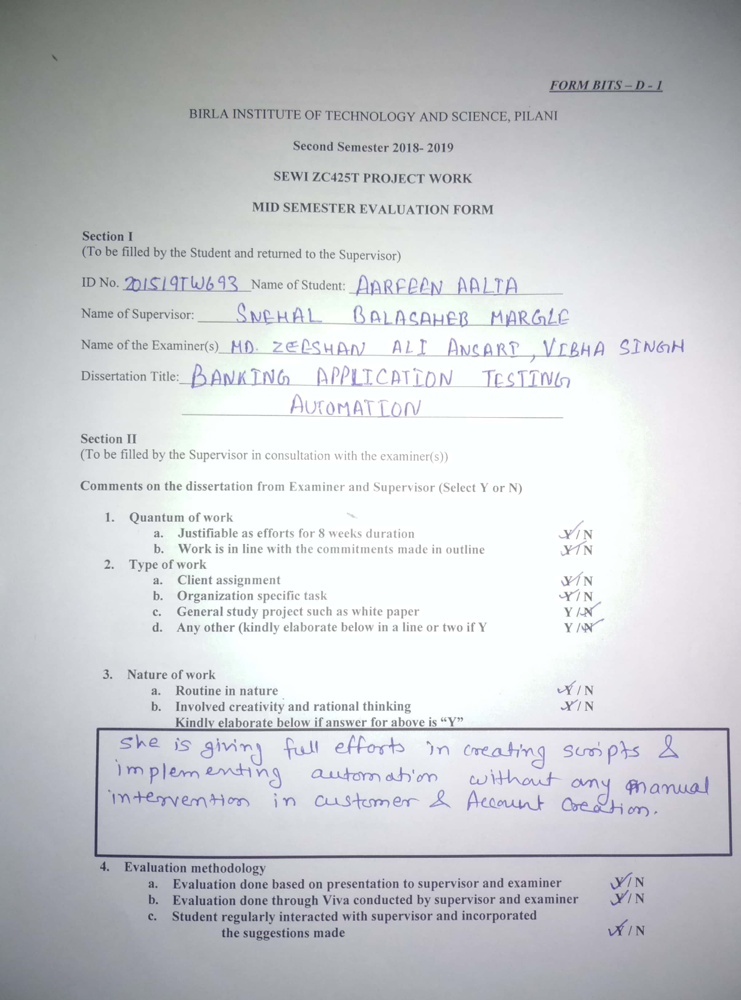 FORM BITS – D - 1
BIRLA INSTITUTE OF TECHNOLOGY AND SCIENCE, PILANI
Second Semester 2018- 2019
SEWI ZC425T PROJECT WORK
MID SEMESTER EVALUATION FORM
Section I
(To be filled by the Student and returned to the Supervisor)
ID No. 201519TW693 Name of Student: AARFEEN AALIA
Name of Supervisor: SNEHAL BALASAHEB MARGLE
Name of the Examiner(s) MD. ZEESHAN ALI ANSARI, VIBHA SINGH
Dissertation Title: BANKING APPLICATION TESTING
AUTOMATION
Section II
(To be filled by the Supervisor in consultation with the examiner(s))
Comments on the dissertation from Examiner and Supervisor (Select Y or N)
1. Quantum of work
a. Justifiable as efforts for 8 weeks duration Y / N
b. Work is in line with the commitments made in outline Y / N
2. Type of work
a. Client assignment Y / N
b. Organization specific task Y / N
c. General study project such as white paper Y / N
d. Any other (kindly elaborate below in a line or two if Y Y / N
3. Nature of work
a. Routine in nature Y / N
b. Involved creativity and rational thinking Y / N
Kindly elaborate below if answer for above is “Y”
she is giving full efforts in creating scripts &
implementing automation without any manual
intervention in customer & Account Creation.
4. Evaluation methodology
a. Evaluation done based on presentation to supervisor and examiner Y / N
b. Evaluation done through Viva conducted by supervisor and examiner Y / N
c. Student regularly interacted with supervisor and incorporated
the suggestions made Y / N